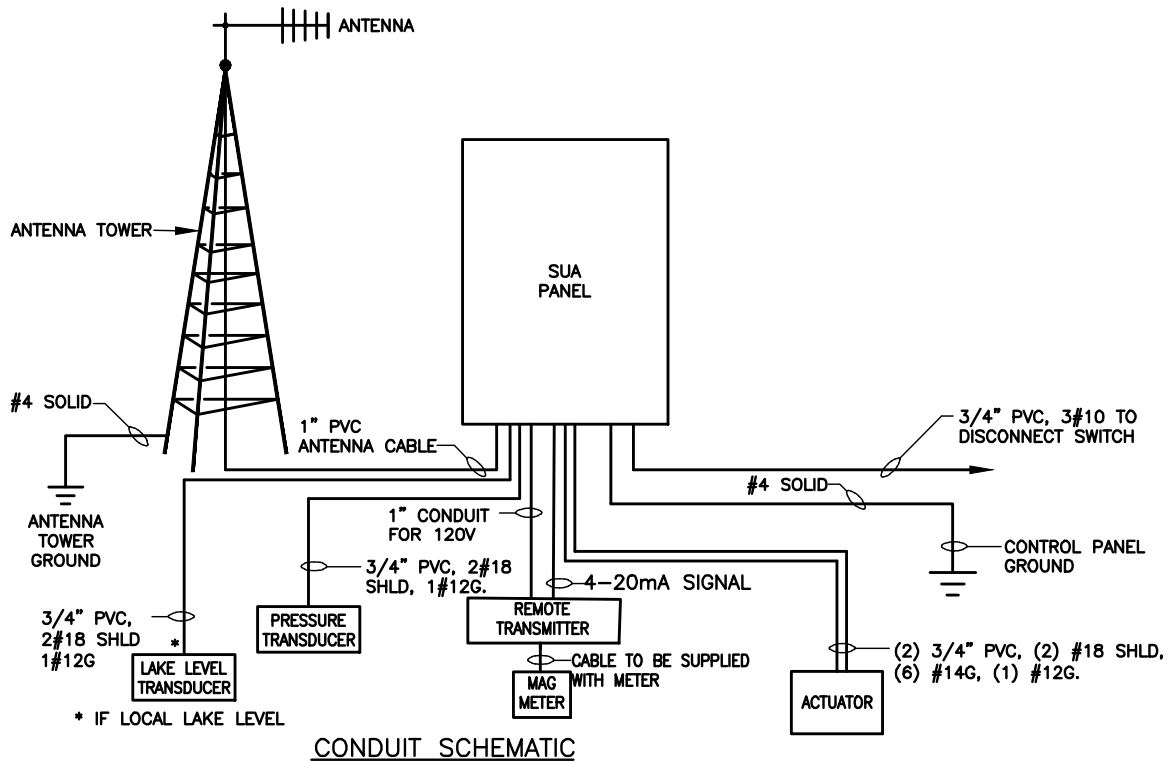 ANTENNA
ANTENNA TOWER
SUA
PANEL
#4 SOLID
1" PVC
ANTENNA CABLE
3/4" PVC, 3#10 TO
DISCONNECT SWITCH
#4 SOLID
ANTENNA
TOWER
GROUND
1" CONDUIT
FOR 120V
CONTROL PANEL
GROUND
3/4" PVC, 2#18
SHLD, 1#12G.
4-20mA SIGNAL
3/4" PVC,
2#18 SHLD
1#12G
*
PRESSURE
TRANSDUCER
REMOTE
TRANSMITTER
LAKE LEVEL
TRANSDUCER
CABLE TO BE SUPPLIED
WITH METER
MAG
METER
(2) 3/4" PVC, (2) #18 SHLD,
(6) #14G, (1) #12G.
ACTUATOR
* IF LOCAL LAKE LEVEL
CONDUIT SCHEMATIC